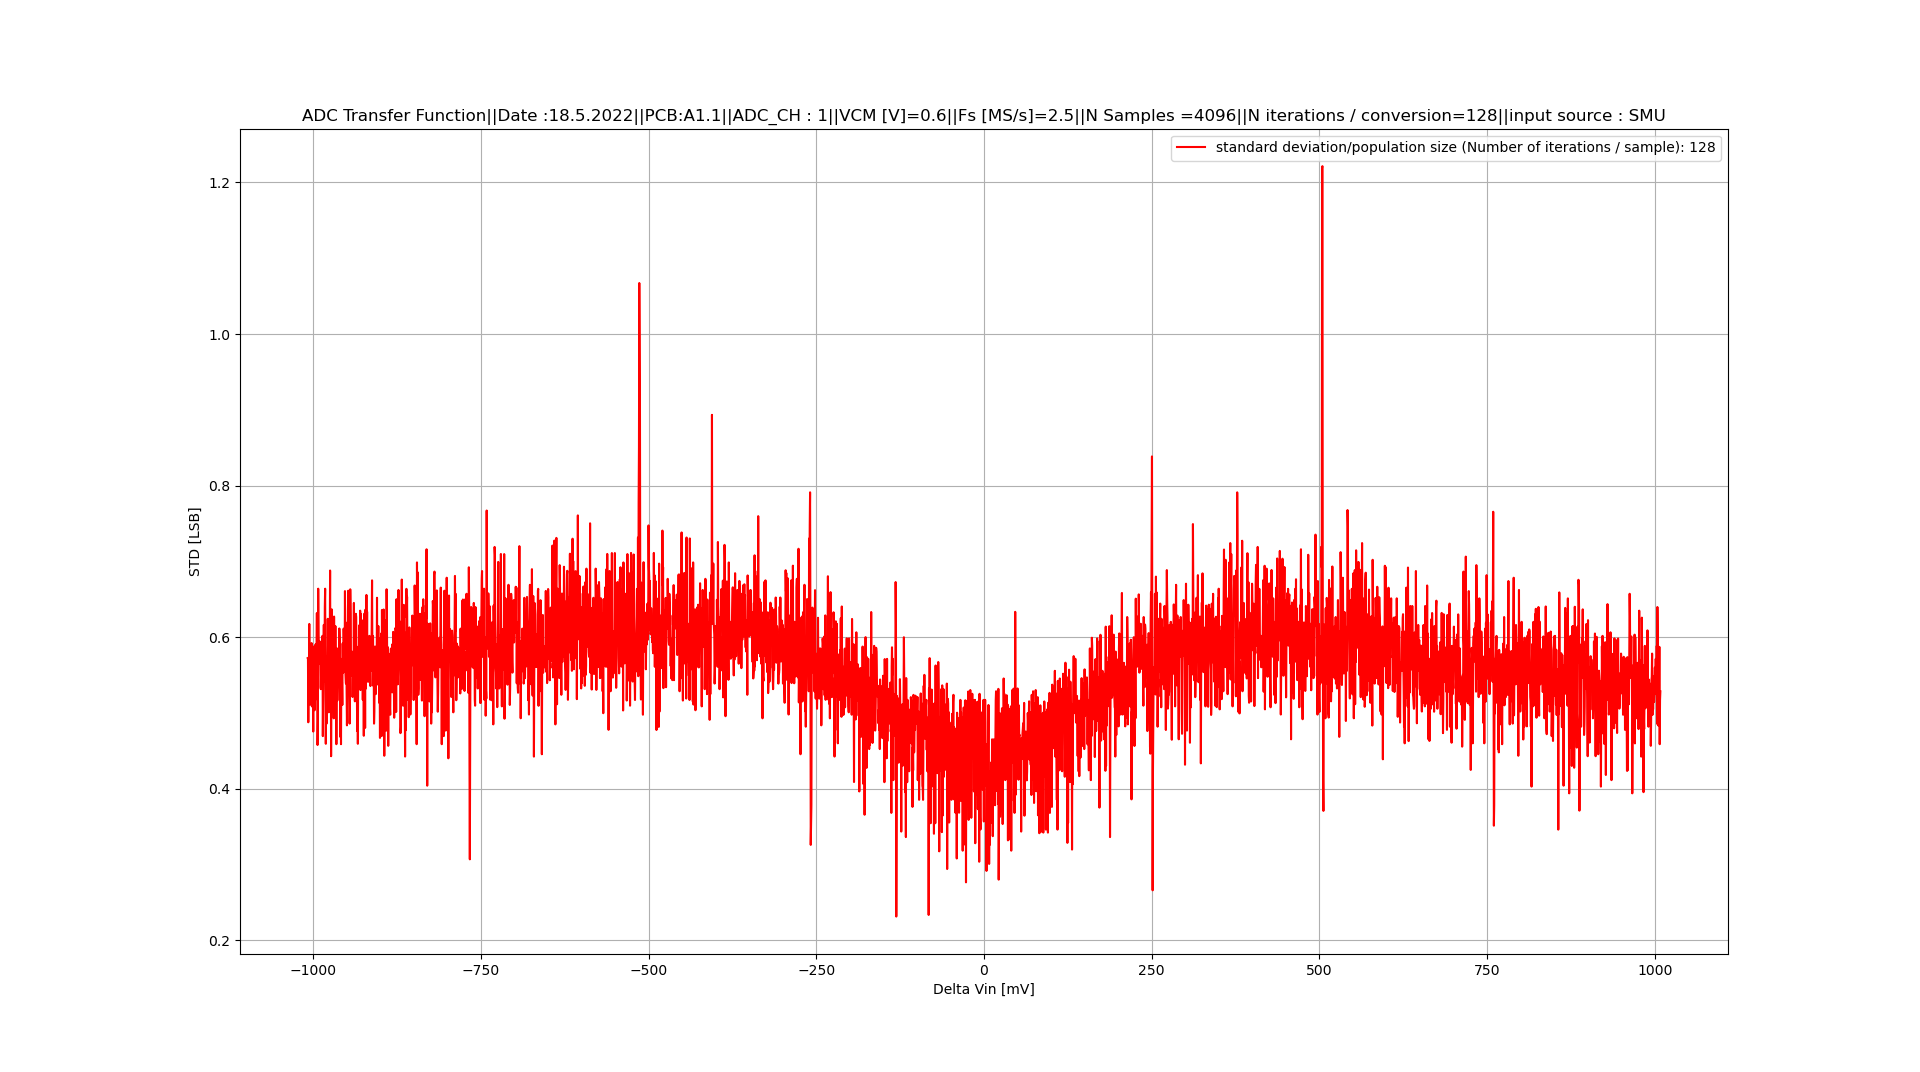 ADC Transfer Function||Date :18.5.2022||PCB:A1.1||ADC_CH : 1||VCM [V]=0.6||Fs [MS/s]=2.5||N Samples =4096||N iterations / conversion=128||input source : SMU
standard deviation/population size (Number of iterations / sample): 128
1.2
1.0
0.8
0.6
0.4
0.2
STD [LSB]
−1000 −750 −500 −250 0 250 500 750 1000
Delta Vin [mV]